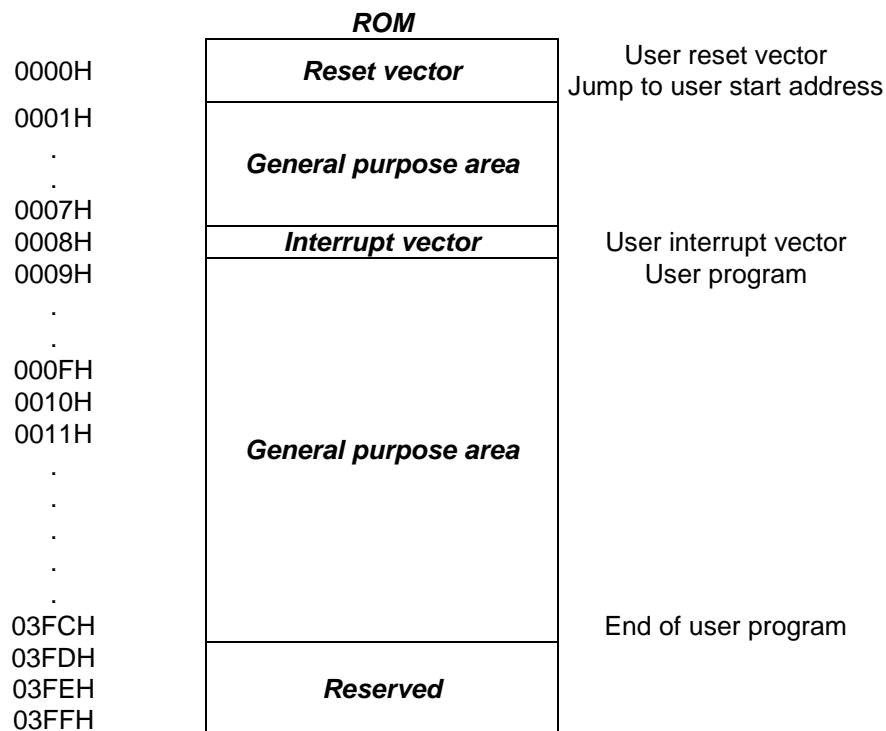 ROM
0000H Reset vector User reset vector
Jump to user start address
0001H
.
. General purpose area
0007H
0008H Interrupt vector User interrupt vector
0009H User program
.
.
000FH
0010H
0011H General purpose area
.
.
.
.
.
03FCH End of user program
03FDH
03FEH Reserved
03FFH